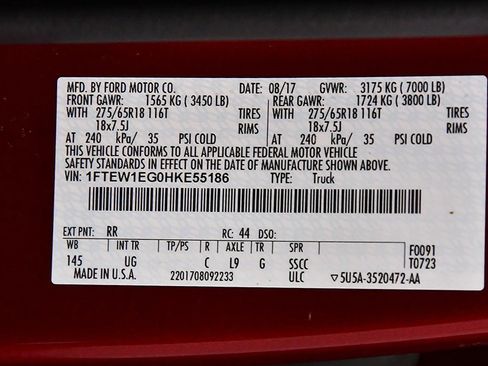 MFD. BY FORD MOTOR CO. DATE: 08/17 GVWR: 3175 KG ( 7000 LB)
FRONT GAWR: 1565 KG ( 3450 LB) REAR GAWR: 1724 KG ( 3800 LB)
WITH 275/65R18 116T TIRES WITH 275/65R18 116T TIRES
18x7.5J RIMS 18x7.5J RIMS
AT 240 kPa/ 35 PSI COLD AT 240 kPa/ 35 PSI COLD
THIS VEHICLE CONFORMS TO ALL APPLICABLE FEDERAL MOTOR VEHICLE
SAFETY STANDARDS IN EFFECT ON THE DATE OF MANUFACTURE SHOWN ABOVE.
VIN: 1FTEW1EG0HKE55186 TYPE: Truck
EXT PNT: RR RC: 44 DSO:
WB INT TR TP/PS R AXLE TR SPR F0091
145 UG C L9 G SSCC T0723
MADE IN U.S.A. 2201708092233 ULC ▽5U5A-3520472-AA